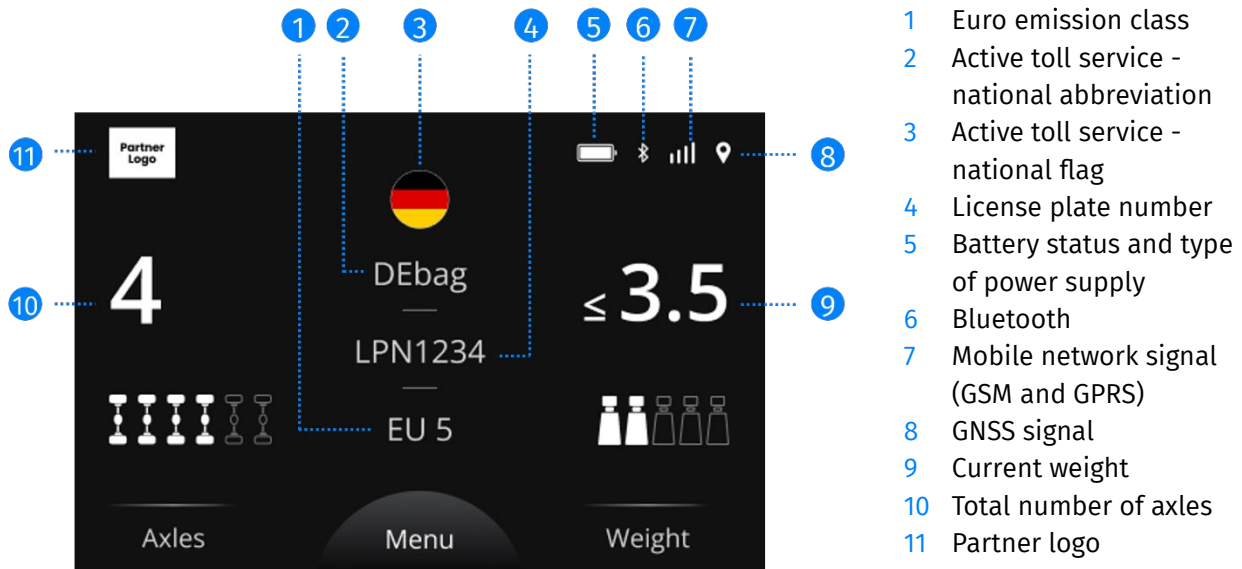 1 2 3 4 5 6 7
11 Partner
Logo
8
DEbag
10 4
≤ 3.5 9
LPN1234
EU 5
Axles Menu Weight
1 Euro emission class
2 Active toll service -
national abbreviation
3 Active toll service -
national flag
4 License plate number
5 Battery status and type
of power supply
6 Bluetooth
7 Mobile network signal
(GSM and GPRS)
8 GNSS signal
9 Current weight
10 Total number of axles
11 Partner logo